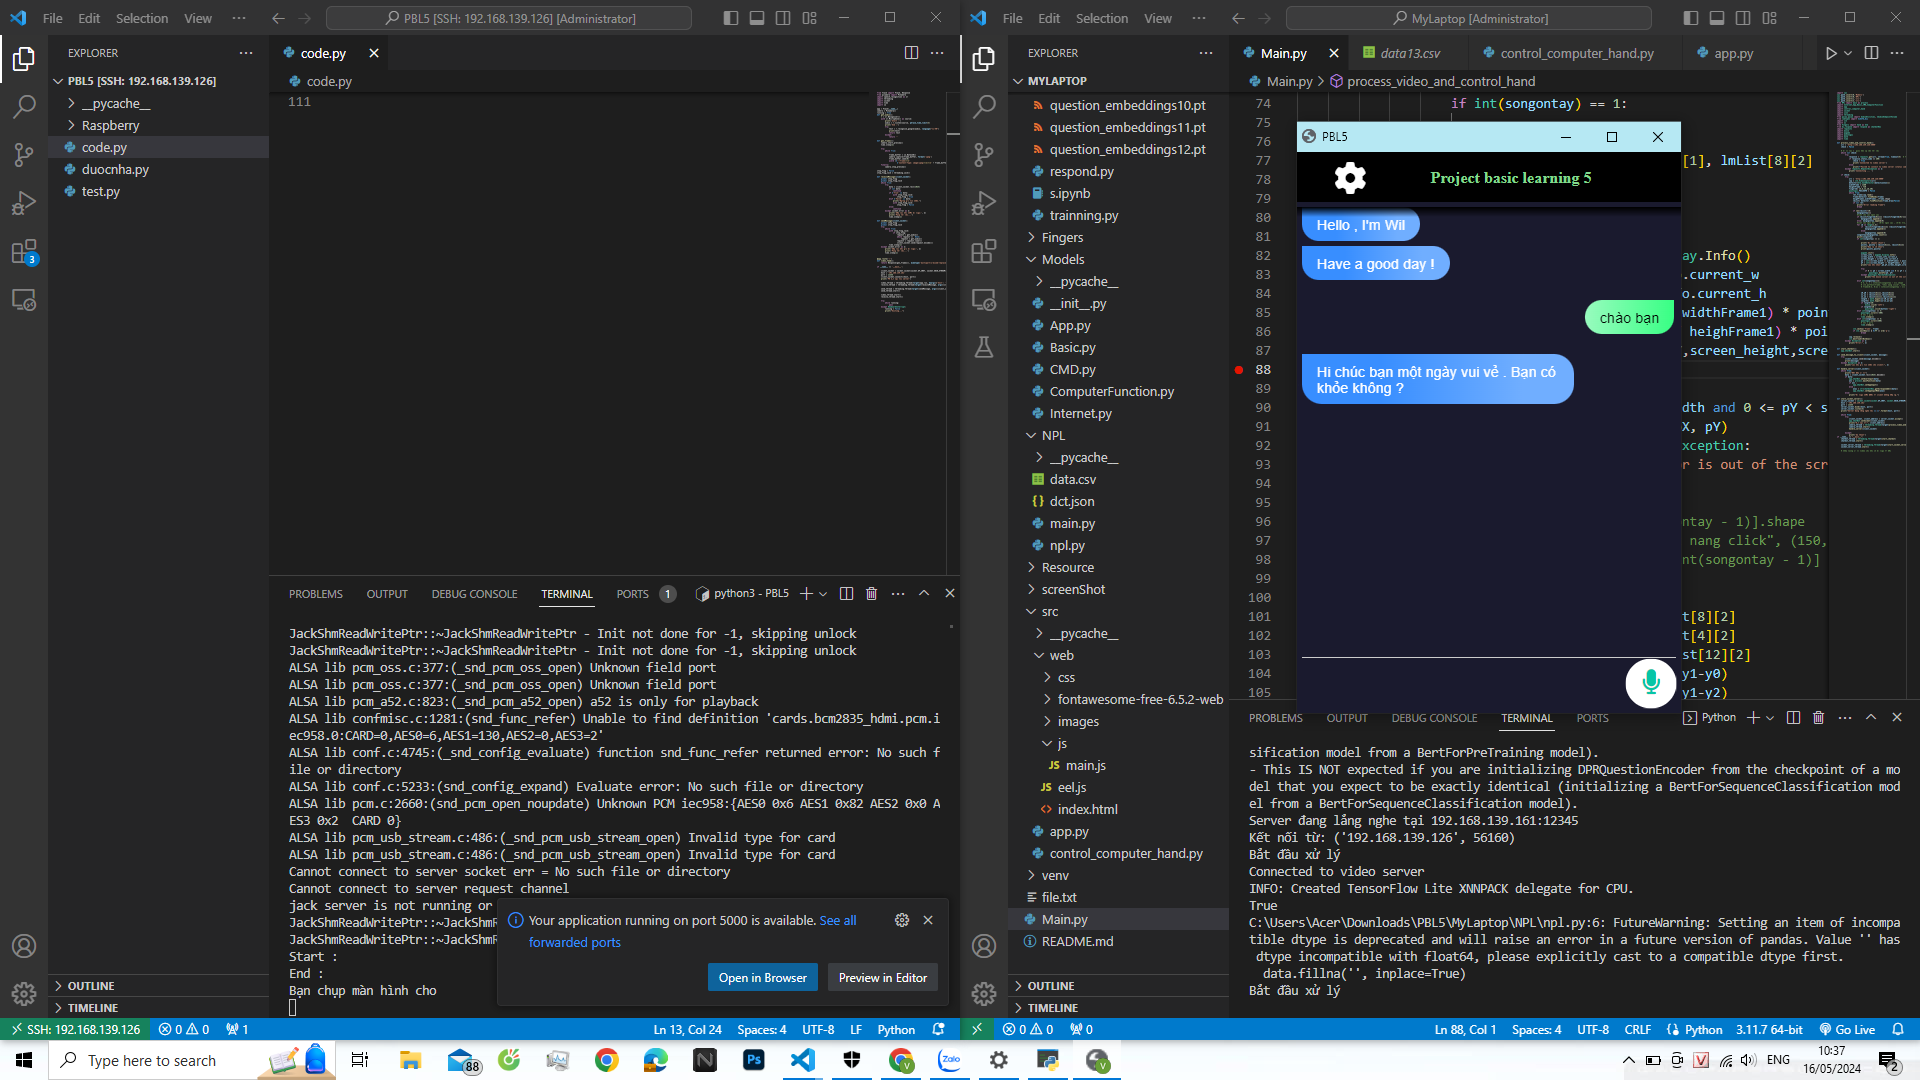 File Edit Selection View ··· PBL5 [SSH: 192.168.139.126] [Administrator]
EXPLORER
PBL5 [SSH: 192.168.139.126]
__pycache__
Raspberry
code.py
duocnha.py
test.py
3
OUTLINE
TIMELINE
code.py
code.py
111
PROBLEMS OUTPUT DEBUG CONSOLE TERMINAL PORTS 1 python3 - PBL5
JackShmReadWritePtr::~JackShmReadWritePtr - Init not done for -1, skipping unlock
JackShmReadWritePtr::~JackShmReadWritePtr - Init not done for -1, skipping unlock
ALSA lib pcm_oss.c:377:(_snd_pcm_oss_open) Unknown field port
ALSA lib pcm_oss.c:377:(_snd_pcm_oss_open) Unknown field port
ALSA lib pcm_a52.c:823:(_snd_pcm_a52_open) a52 is only for playback
ALSA lib confmisc.c:1281:(snd_func_refer) Unable to find definition 'cards.bcm2835_hdmi.pcm.i
ec958.0:CARD=0,AES0=6,AES1=130,AES2=0,AES3=2'
ALSA lib conf.c:4745:(_snd_config_evaluate) function snd_func_refer returned error: No such f
ile or directory
ALSA lib conf.c:5233:(snd_config_expand) Evaluate error: No such file or directory
ALSA lib pcm.c:2660:(snd_pcm_open_noupdate) Unknown PCM iec958:{AES0 0x6 AES1 0x82 AES2 0x0 A
ES3 0x2  CARD 0}
ALSA lib pcm_usb_stream.c:486:(_snd_pcm_usb_stream_open) Invalid type for card
ALSA lib pcm_usb_stream.c:486:(_snd_pcm_usb_stream_open) Invalid type for card
Cannot connect to server socket err = No such file or directory
Cannot connect to server request channel
jack server is not running or
JackShmReadWritePtr::~JackShmR
JackShmReadWritePtr::~JackShmR
Start :
End :
Bạn chụp màn hình cho
Your application running on port 5000 is available. See all
forwarded ports
Open in Browser Preview in Editor
SSH: 192.168.139.126 0 0 1 Ln 13, Col 24 Spaces: 4 UTF-8 LF Python
File Edit Selection View ··· MyLaptop [Administrator]
EXPLORER
MYLAPTOP
question_embeddings10.pt
question_embeddings11.pt
question_embeddings12.pt
respond.py
s.ipynb
trainning.py
Fingers
Models
__pycache__
__init__.py
App.py
Basic.py
CMD.py
ComputerFunction.py
Internet.py
NPL
__pycache__
data.csv
dct.json
main.py
npl.py
Resource
screenShot
src
__pycache__
web
css
fontawesome-free-6.5.2-web
images
js
main.js
eel.js
index.html
app.py
control_computer_hand.py
venv
file.txt
Main.py
README.md
OUTLINE
TIMELINE
Main.py data13.csv control_computer_hand.py app.py
Main.py > process_video_and_control_hand
74 if int(songontay) == 1:
75
76
77 [1], lmList[8][2]
78
79
80
81
82 ay.Info()
83 o.current_w
84 o.current_h
85 widthFrame1) * poin
86 heighFrame1) * poi
87 ,screen_height,scre
88
89
90 dth and 0 <= pY < s
91 X, pY)
92 xception:
93 r is out of the scr
94
95
96 ntay - 1)].shape
97 nang click", (150,
98 nt(songontay - 1)]
99
100
101 t[8][2]
102 t[4][2]
103 st[12][2]
104 y1-y0)
105 y1-y2)
PBL5
Project basic learning 5
Hello , I'm Wil
Have a good day !
chào bạn
Hi chúc bạn một ngày vui vẻ . Bạn có
khỏe không ?
PROBLEMS OUTPUT DEBUG CONSOLE TERMINAL PORTS Python
sification model from a BertForPreTraining model).
- This IS NOT expected if you are initializing DPRQuestionEncoder from the checkpoint of a mo
del that you expect to be exactly identical (initializing a BertForSequenceClassification mod
el from a BertForSequenceClassification model).
Server đang lắng nghe tại 192.168.139.161:12345
Kết nối từ: ('192.168.139.126', 56160)
Bắt đầu xử lý
Connected to video server
INFO: Created TensorFlow Lite XNNPACK delegate for CPU.
True
C:\Users\Acer\Downloads\PBL5\MyLaptop\NPL\npl.py:6: FutureWarning: Setting an item of incompa
tible dtype is deprecated and will raise an error in a future version of pandas. Value '' has
dtype incompatible with float64, please explicitly cast to a compatible dtype first.
data.fillna('', inplace=True)
Bắt đầu xử lý
0 0 0 Ln 88, Col 1 Spaces: 4 UTF-8 CRLF Python 3.11.7 64-bit Go Live
Type here to search 88 Ps Zalo V ENG 10:37
16/05/2024 2